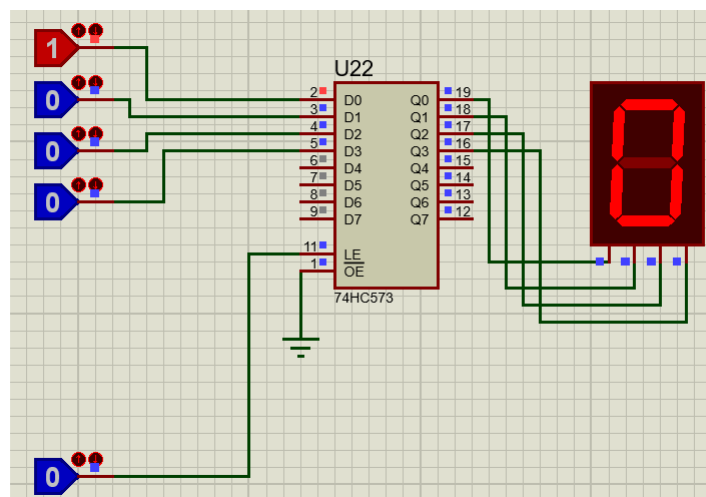 1
U22
0
2 D0 Q0 19
3 D1 Q1 18
0
4 D2 Q2 17
5 D3 Q3 16
6 D4 Q4 15
0
7 D5 Q5 14
8 D6 Q6 13
9 D7 Q7 12
11 LE
1 OE
74HC573
0
0